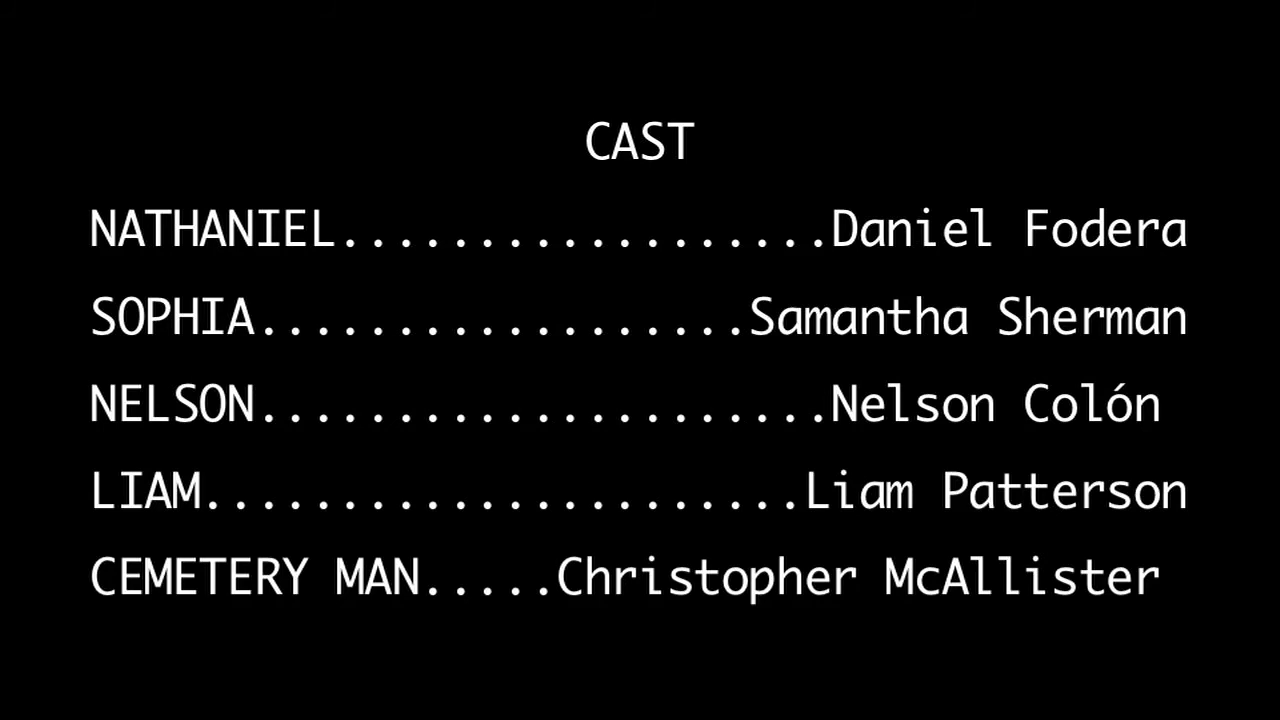 CAST
NATHANIEL..................Daniel Fodera
SOPHIA..................Samantha Sherman
NELSON.....................Nelson Colón
LIAM......................Liam Patterson
CEMETERY MAN.....Christopher McAllister